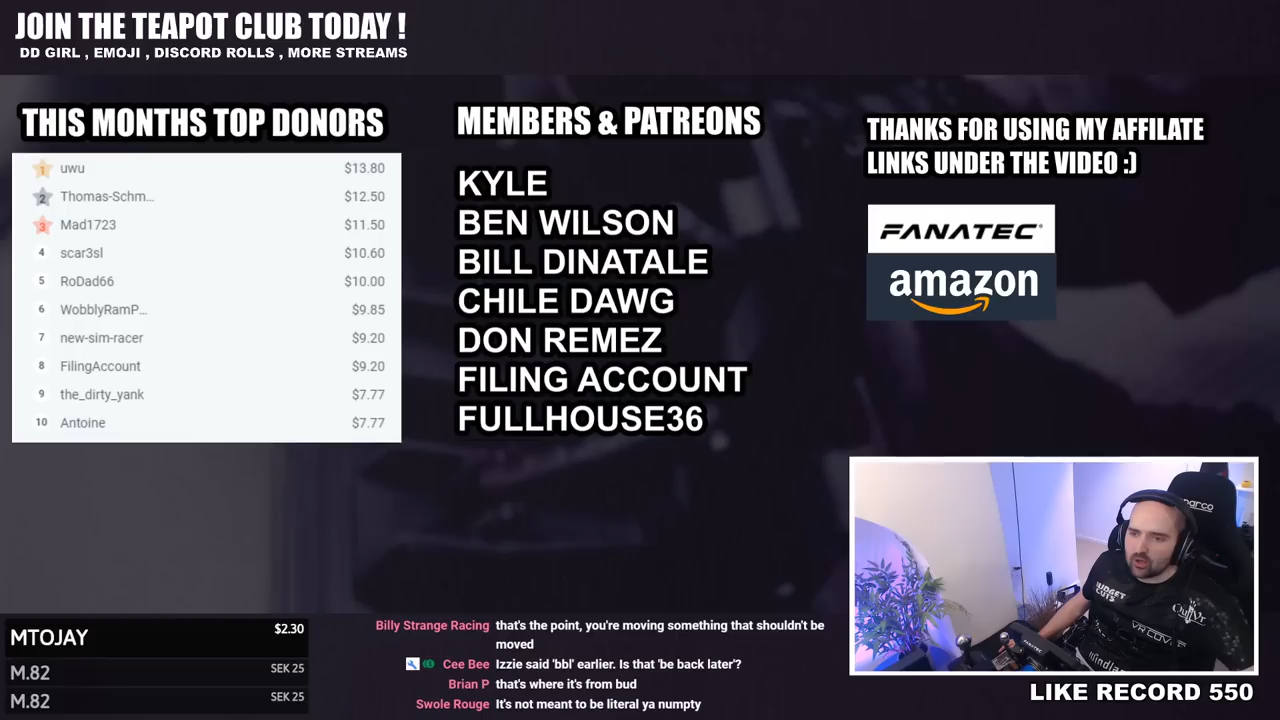 JOIN THE TEAPOT CLUB TODAY !
DD GIRL , EMOJI , DISCORD ROLLS , MORE STREAMS
THIS MONTHS TOP DONORS
1 uwu $13.80
2 Thomas-Schm... $12.50
3 Mad1723 $11.50
4 scar3sl $10.60
5 RoDad66 $10.00
6 WobblyRamP... $9.85
7 new-sim-racer $9.20
8 FilingAccount $9.20
9 the_dirty_yank $7.77
10 Antoine $7.77
MEMBERS & PATREONS
KYLE
BEN WILSON
BILL DINATALE
CHILE DAWG
DON REMEZ
FILING ACCOUNT
FULLHOUSE36
THANKS FOR USING MY AFFILATE
LINKS UNDER THE VIDEO :)
FANATEC
amazon
MTOJAY $2.30
M.82 SEK 25
M.82 SEK 25
Billy Strange Racing that's the point, you're moving something that shouldn't be
moved
Cee Bee Izzie said 'bbl' earlier. Is that 'be back later'?
Brian P that's where it's from bud
Swole Rouge It's not meant to be literal ya numpty
BUDGET
CUTS
VR COVER
FANATEC
LIKE RECORD 550